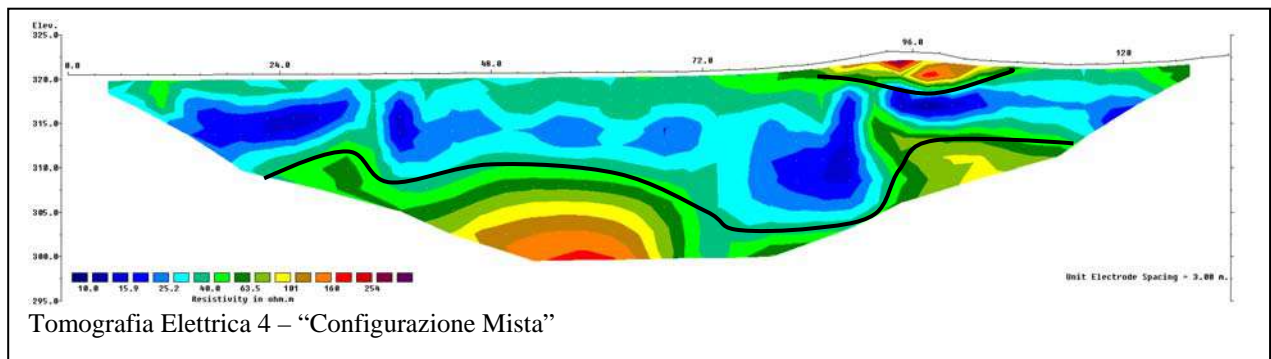 Elev.
325.0
0.0 24.0 48.0 72.0 96.0 120
320.0
315.0
310.0
305.0
300.0
295.0
10.0 15.9 25.2 40.0 63.5 101 160 254
Resistivity in ohm.m
Unit Electrode Spacing = 3.00 m.
Tomografia Elettrica 4 – “Configurazione Mista”